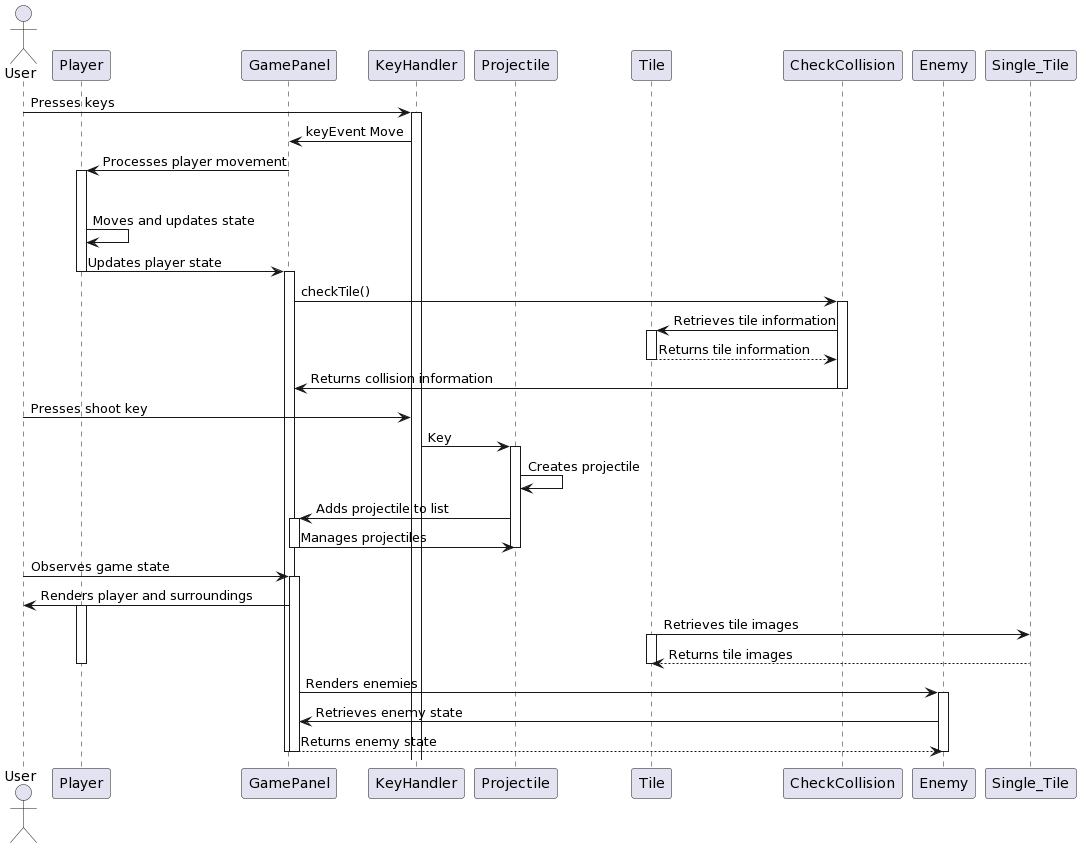 User
Player
GamePanel
KeyHandler
Projectile
Tile
CheckCollision
Enemy
Single_Tile
Presses keys
keyEvent Move
Processes player movement
Moves and updates state
Updates player state
checkTile()
Retrieves tile information
Returns tile information
Returns collision information
Presses shoot key
Key
Creates projectile
Adds projectile to list
Manages projectiles
Observes game state
Renders player and surroundings
Retrieves tile images
Returns tile images
Renders enemies
Retrieves enemy state
Returns enemy state
User
Player
GamePanel
KeyHandler
Projectile
Tile
CheckCollision
Enemy
Single_Tile